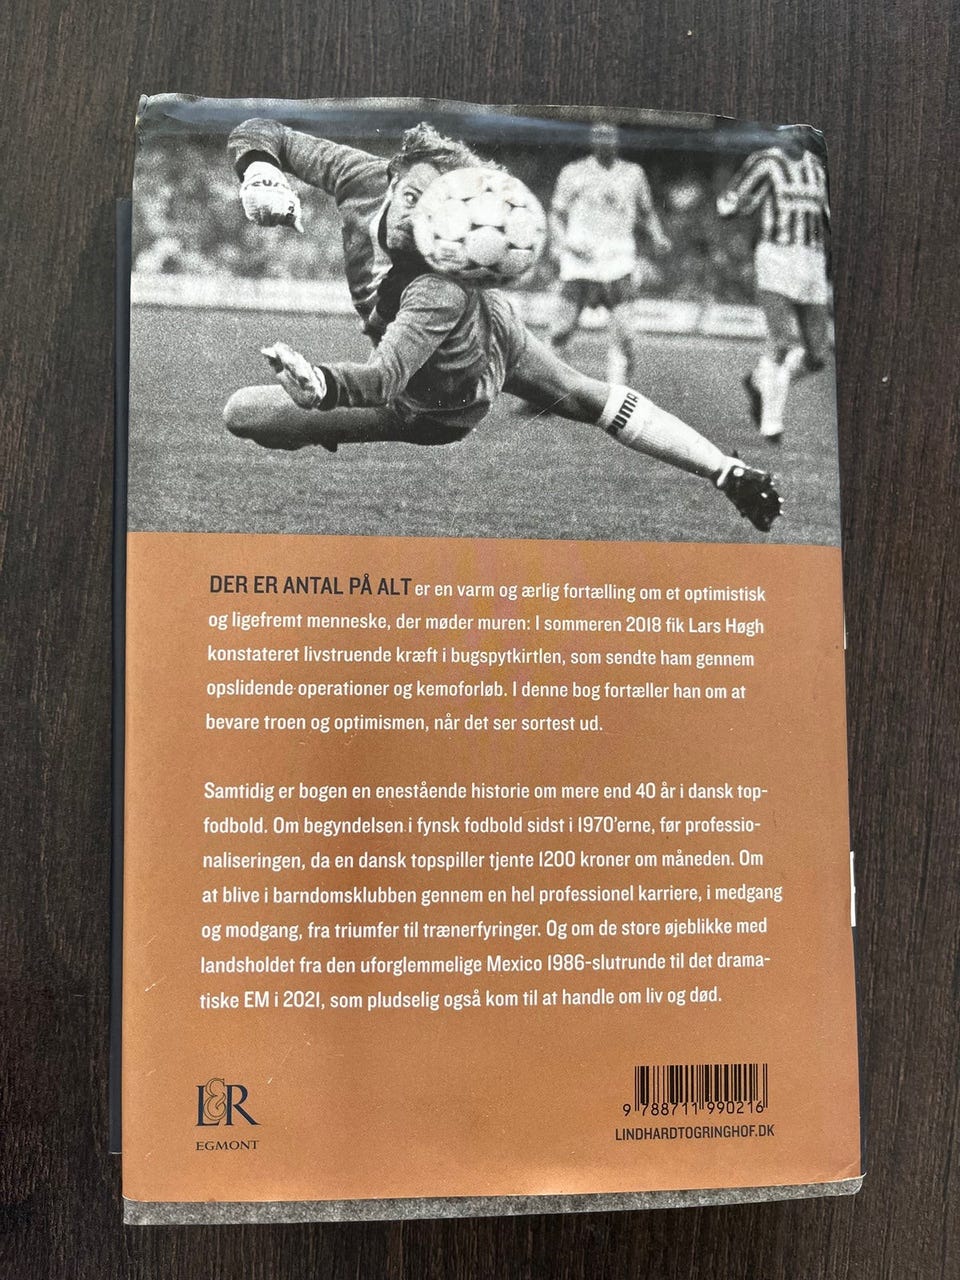 PUMA
DER ER ANTAL PÅ ALT er en varm og ærlig fortælling om et optimistisk
og ligefremt menneske, der møder muren: I sommeren 2018 fik Lars Høgh
konstateret livstruende kræft i bugspytkirtlen, som sendte ham gennem
opslidende operationer og kemoforløb. I denne bog fortæller han om at
bevare troen og optimismen, når det ser sortest ud.
Samtidig er bogen en enestående historie om mere end 40 år i dansk top-
fodbold. Om begyndelsen i fynsk fodbold sidst i 1970'erne, før professio-
naliseringen, da en dansk topspiller tjente 1200 kroner om måneden. Om
at blive i barndomsklubben gennem en hel professionel karriere, i medgang
og modgang, fra triumfer til trænerfyringer. Og om de store øjeblikke med
landsholdet fra den uforglemmelige Mexico 1986-slutrunde til det drama-
tiske EM i 2021, som pludselig også kom til at handle om liv og død.
L&R
EGMONT
9 788711 990216
LINDHARDTOGRINGHOF.DK